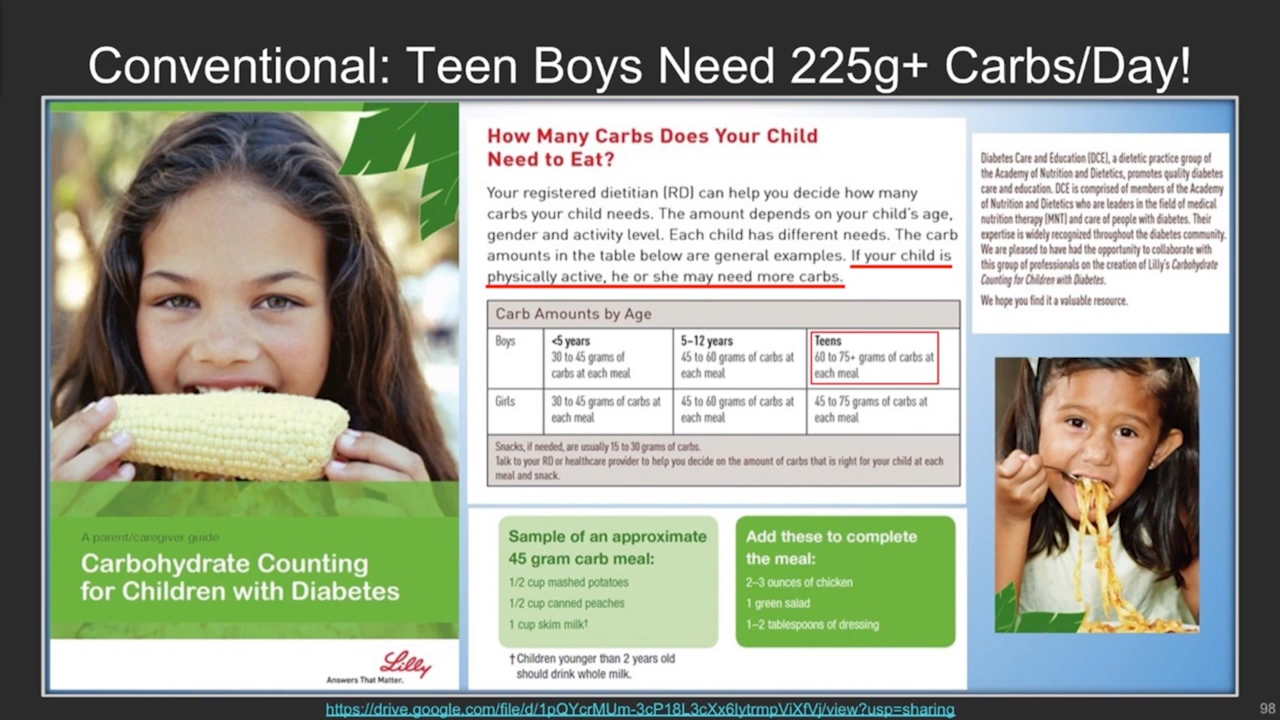 Conventional: Teen Boys Need 225g+ Carbs/Day!
A parent/caregiver guide
Carbohydrate Counting
for Children with Diabetes
Lilly
Answers That Matter.
How Many Carbs Does Your Child
Need to Eat?
Your registered dietitian (RD) can help you decide how many
carbs your child needs. The amount depends on your child's age,
gender and activity level. Each child has different needs. The carb
amounts in the table below are general examples. If your child is
physically active, he or she may need more carbs.
Carb Amounts by Age
Boys
<5 years
30 to 45 grams of
carbs at each meal
5–12 years
45 to 60 grams of carbs at
each meal
Teens
60 to 75+ grams of carbs at
each meal
Girls
30 to 45 grams of carbs at
each meal
45 to 60 grams of carbs at
each meal
45 to 75 grams of carbs at
each meal
Snacks, if needed, are usually 15 to 30 grams of carbs.
Talk to your RD or healthcare provider to help you decide on the amount of carbs that is right for your child at each
meal and snack.
Sample of an approximate
45 gram carb meal:
1/2 cup mashed potatoes
1/2 cup canned peaches
1 cup skim milk†
Add these to complete
the meal:
2–3 ounces of chicken
1 green salad
1–2 tablespoons of dressing
† Children younger than 2 years old
should drink whole milk.
Diabetes Care and Education (DCE), a dietetic practice group of
the Academy of Nutrition and Dietetics, promotes quality diabetes
care and education. DCE is comprised of members of the Academy
of Nutrition and Dietetics who are leaders in the field of medical
nutrition therapy (MNT) and care of people with diabetes. Their
expertise is widely recognized throughout the diabetes community.
We are pleased to have had the opportunity to collaborate with
this group of professionals on the creation of Lilly's Carbohydrate
Counting for Children with Diabetes.
We hope you find it a valuable resource.
https://drive.google.com/file/d/1pQYcrMUm-3cP18L3cXx6lytrmpViXfVj/view?usp=sharing
98